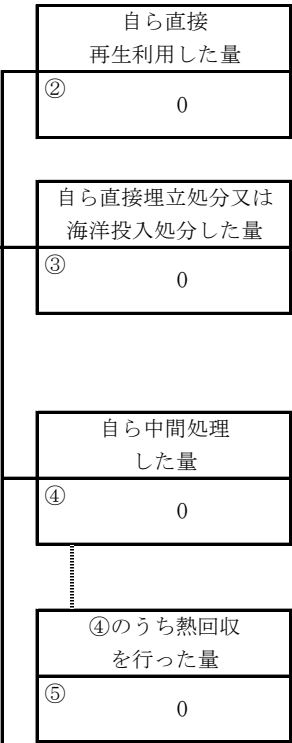 自ら直接
再生利用した量
②
0
自ら直接埋立処分又は
海洋投入処分した量
③
0
自ら中間処理
した量
④
0
④のうち熱回収
を行った量
⑤
0